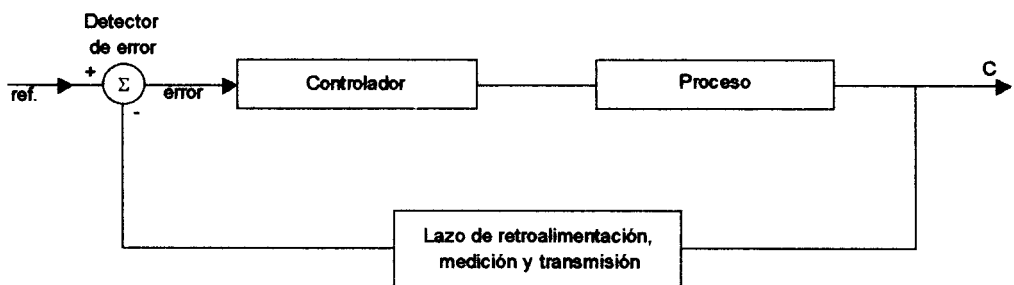 Detector
de error
+
ref.
Σ
-
error
Controlador
Proceso
C
Lazo de retroalimentación,
medición y transmisión